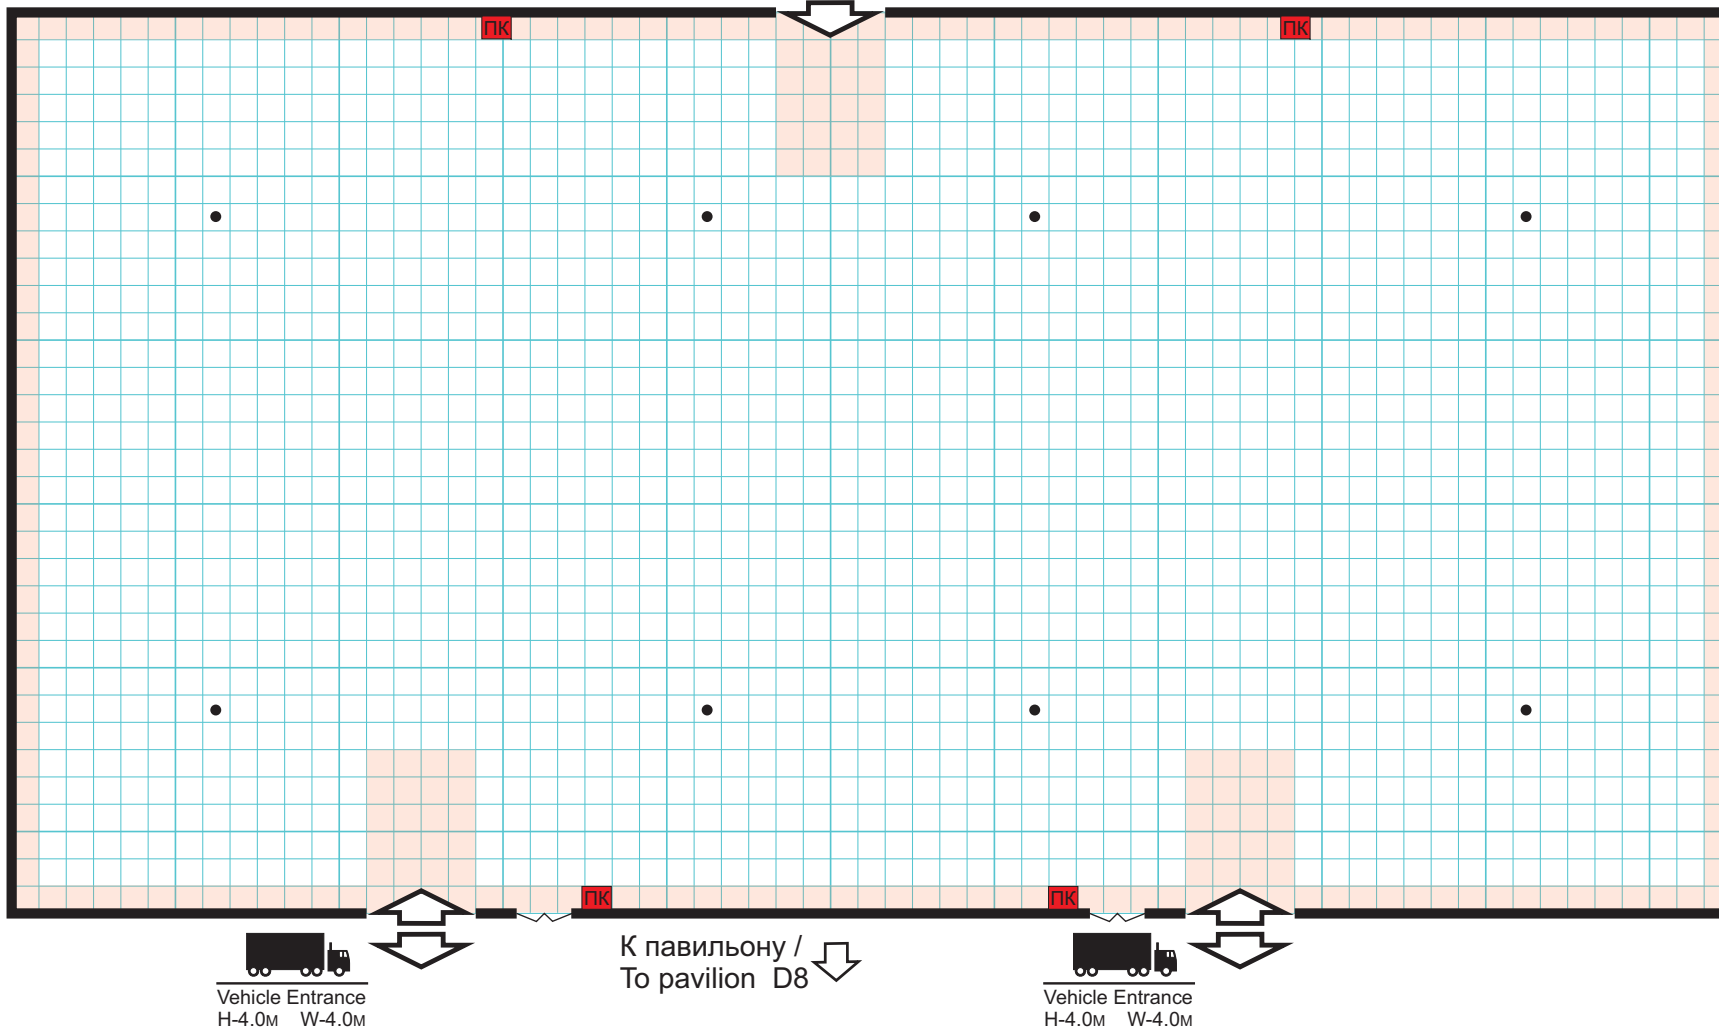 ПК
ПК
ПК
ПК
К павильону /
To pavilion D8
Vehicle Entrance
H-4.0м W-4.0м
Vehicle Entrance
H-4.0м W-4.0м